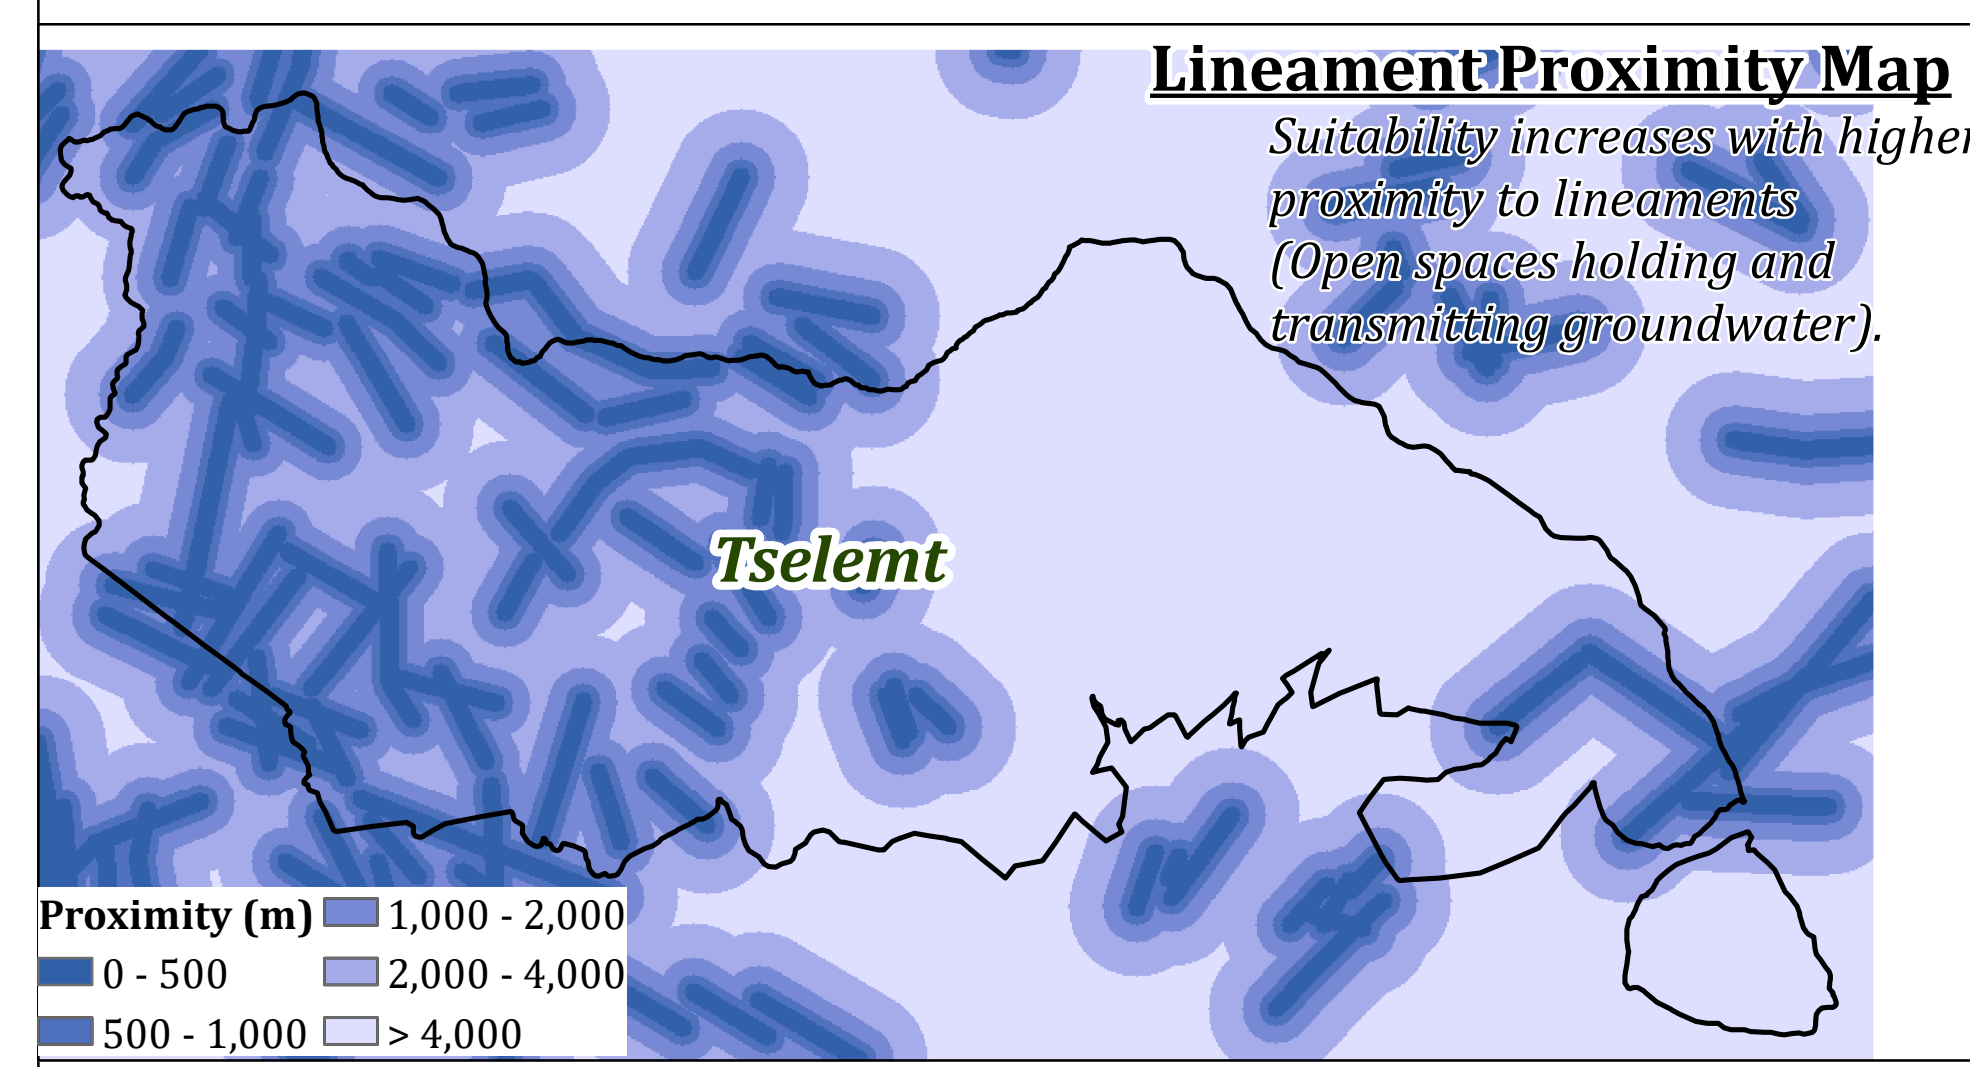 Lineament Proximity Map
Suitability increases with higher
proximity to lineaments
(Open spaces holding and
transmitting groundwater).
Tselemt
Proximity (m)
0 - 500
500 - 1,000
1,000 - 2,000
2,000 - 4,000
> 4,000